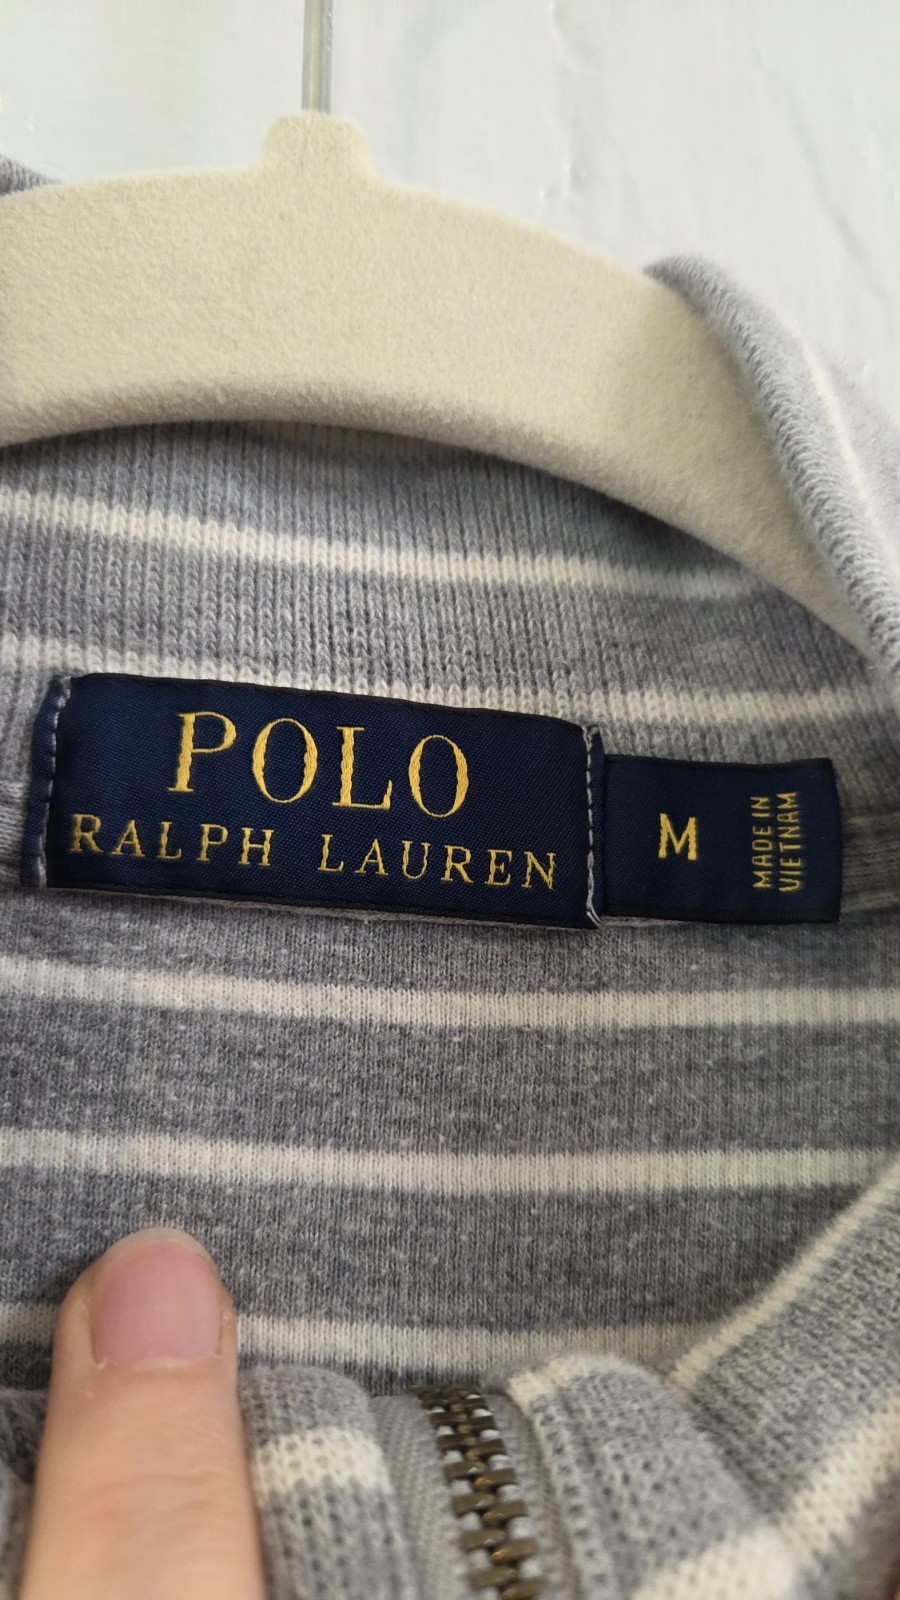 POLO
RALPH LAUREN
M
MADE IN
VIETNAM